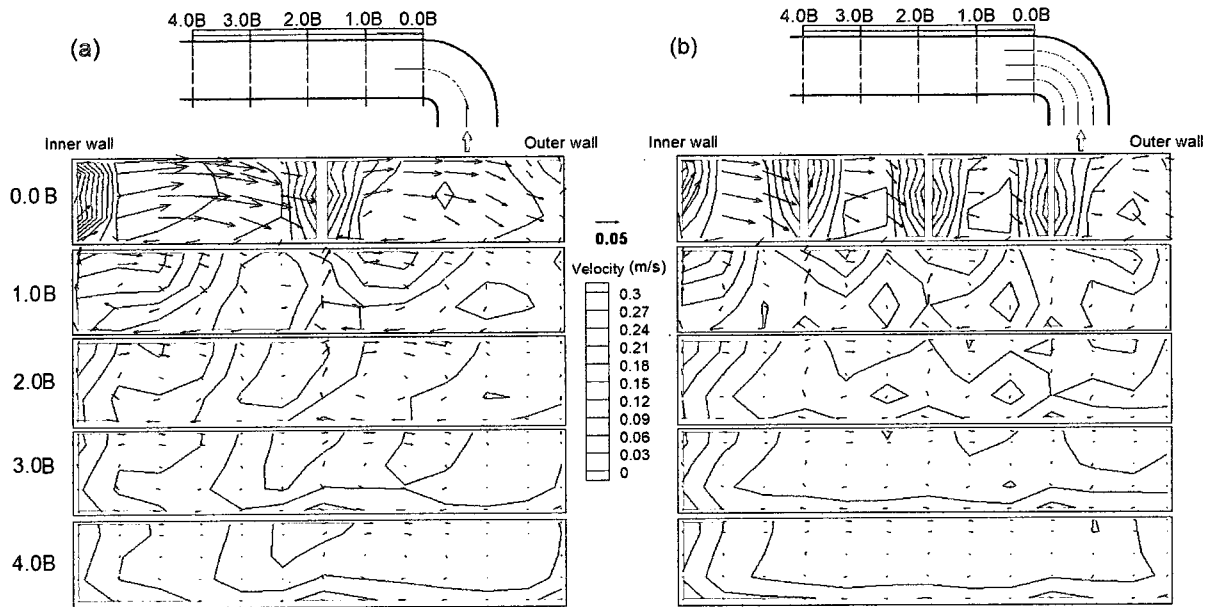 4.0B 3.0B 2.0B 1.0B 0.0B
(a)
Inner wall
Outer wall
4.0B 3.0B 2.0B 1.0B 0.0B
(b)
Inner wall
Outer wall
0.0B
1.0B
2.0B
3.0B
4.0B
0.05
Velocity (m/s)
0.3
0.27
0.24
0.21
0.18
0.15
0.12
0.09
0.06
0.03
0